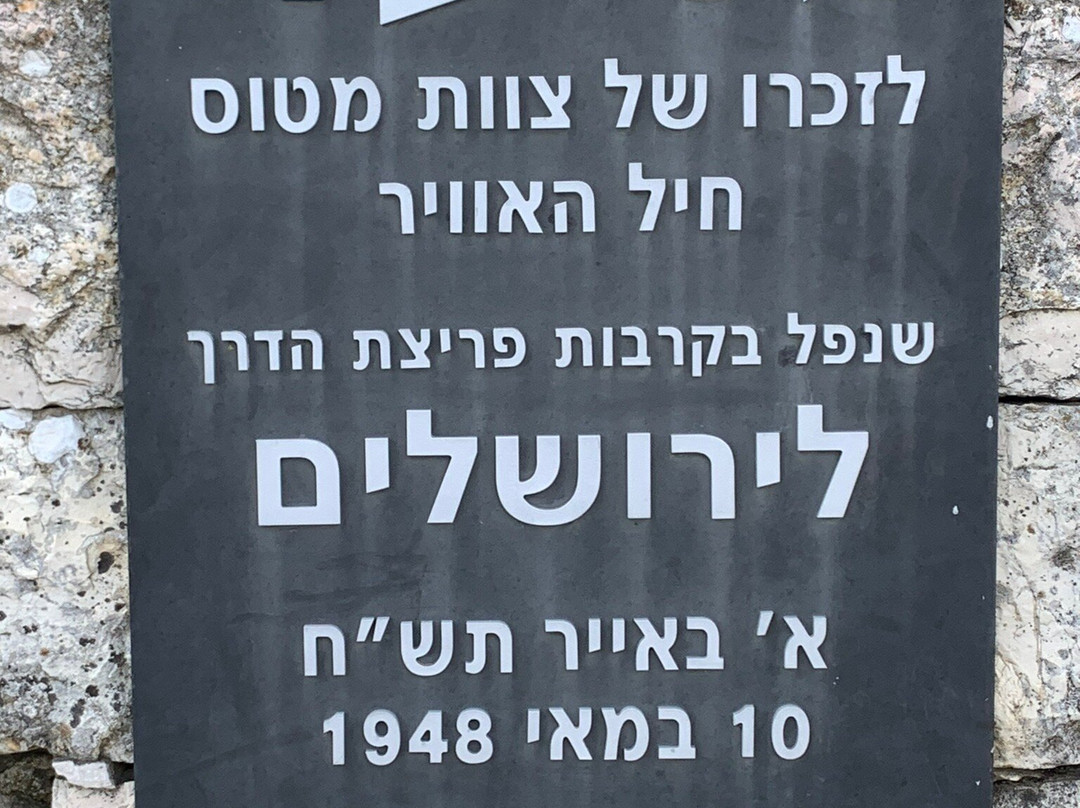 לזכרו של צוות מטוס
חיל האוויר
שנפל בקרבות פריצת הדרך
לירושלים
א' באייר תש"ח
10 במאי 1948